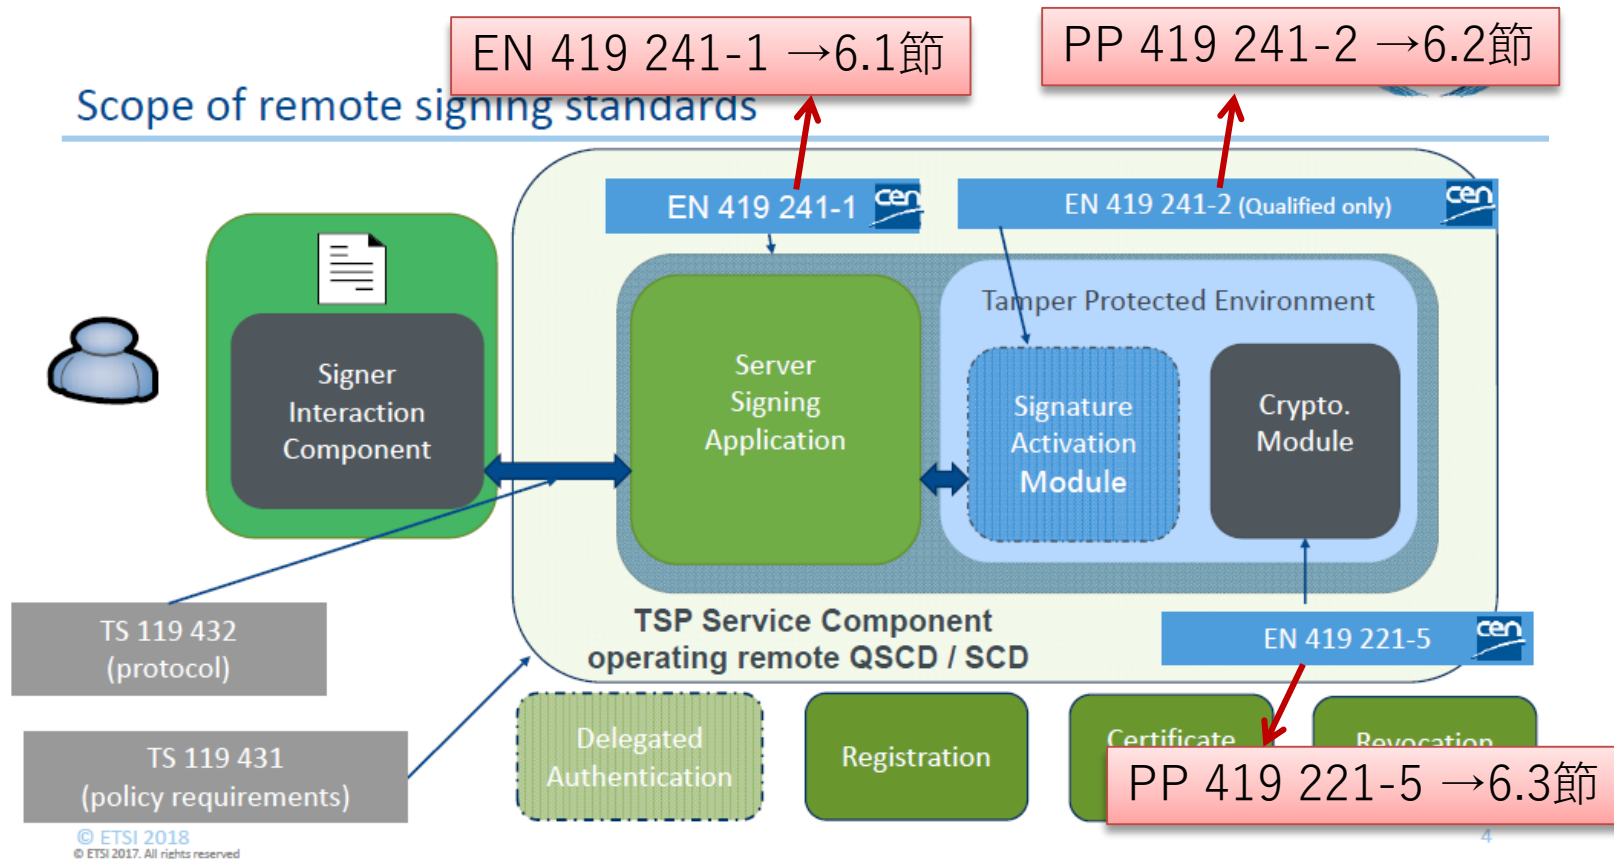 EN 419 241-1 →6.1節
PP 419 241-2 →6.2節
Scope of remote signing standards
EN 419 241-1
cen
EN 419 241-2 (Qualified only)
cen
Tamper Protected Environment
Signer
Interaction
Component
Server
Signing
Application
Signature
Activation
Module
Crypto.
Module
TS 119 432
(protocol)
TSP Service Component
operating remote QSCD / SCD
EN 419 221-5
cen
TS 119 431
(policy requirements)
Delegated
Authentication
Registration
Certificate
Revocation
PP 419 221-5 →6.3節
© ETSI 2018
© ETSI 2017. All rights reserved
4